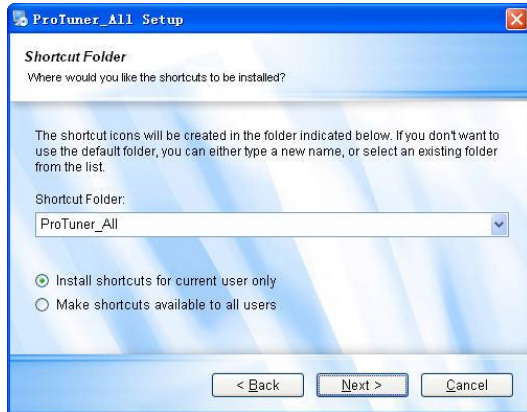 ProTuner_All Setup
Shortcut Folder
Where would you like the shortcuts to be installed?
The shortcut icons will be created in the folder indicated below. If you don't want to
use the default folder, you can either type a new name, or select an existing folder
from the list.
Shortcut Folder:
ProTuner_All
Install shortcuts for current user only
Make shortcuts available to all users
< Back
Next >
Cancel